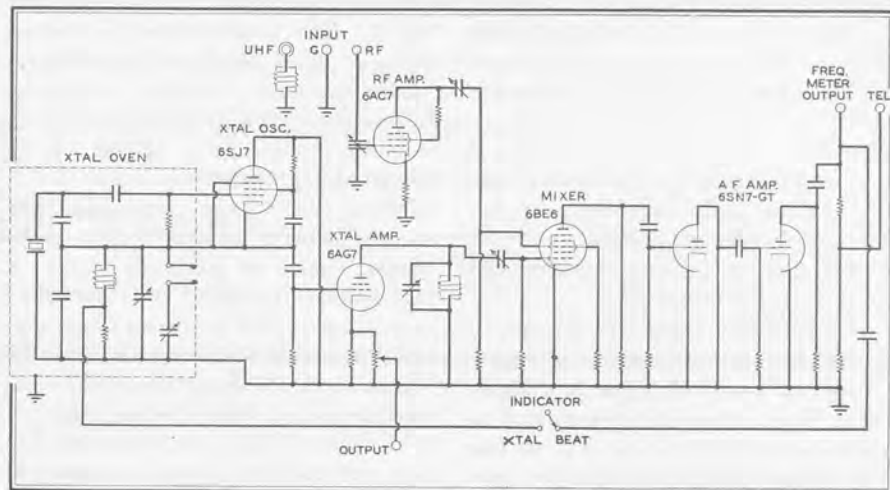 INPUT
UHF G RF
FREQ.
METER
OUTPUT TEL
RF AMP.
6AC7
XTAL OSC.
6SJ7
XTAL OVEN
MIXER
6BE6
A F AMP.
6SN7-GT
XTAL AMP.
6AG7
INDICATOR
XTAL BEAT
OUTPUT